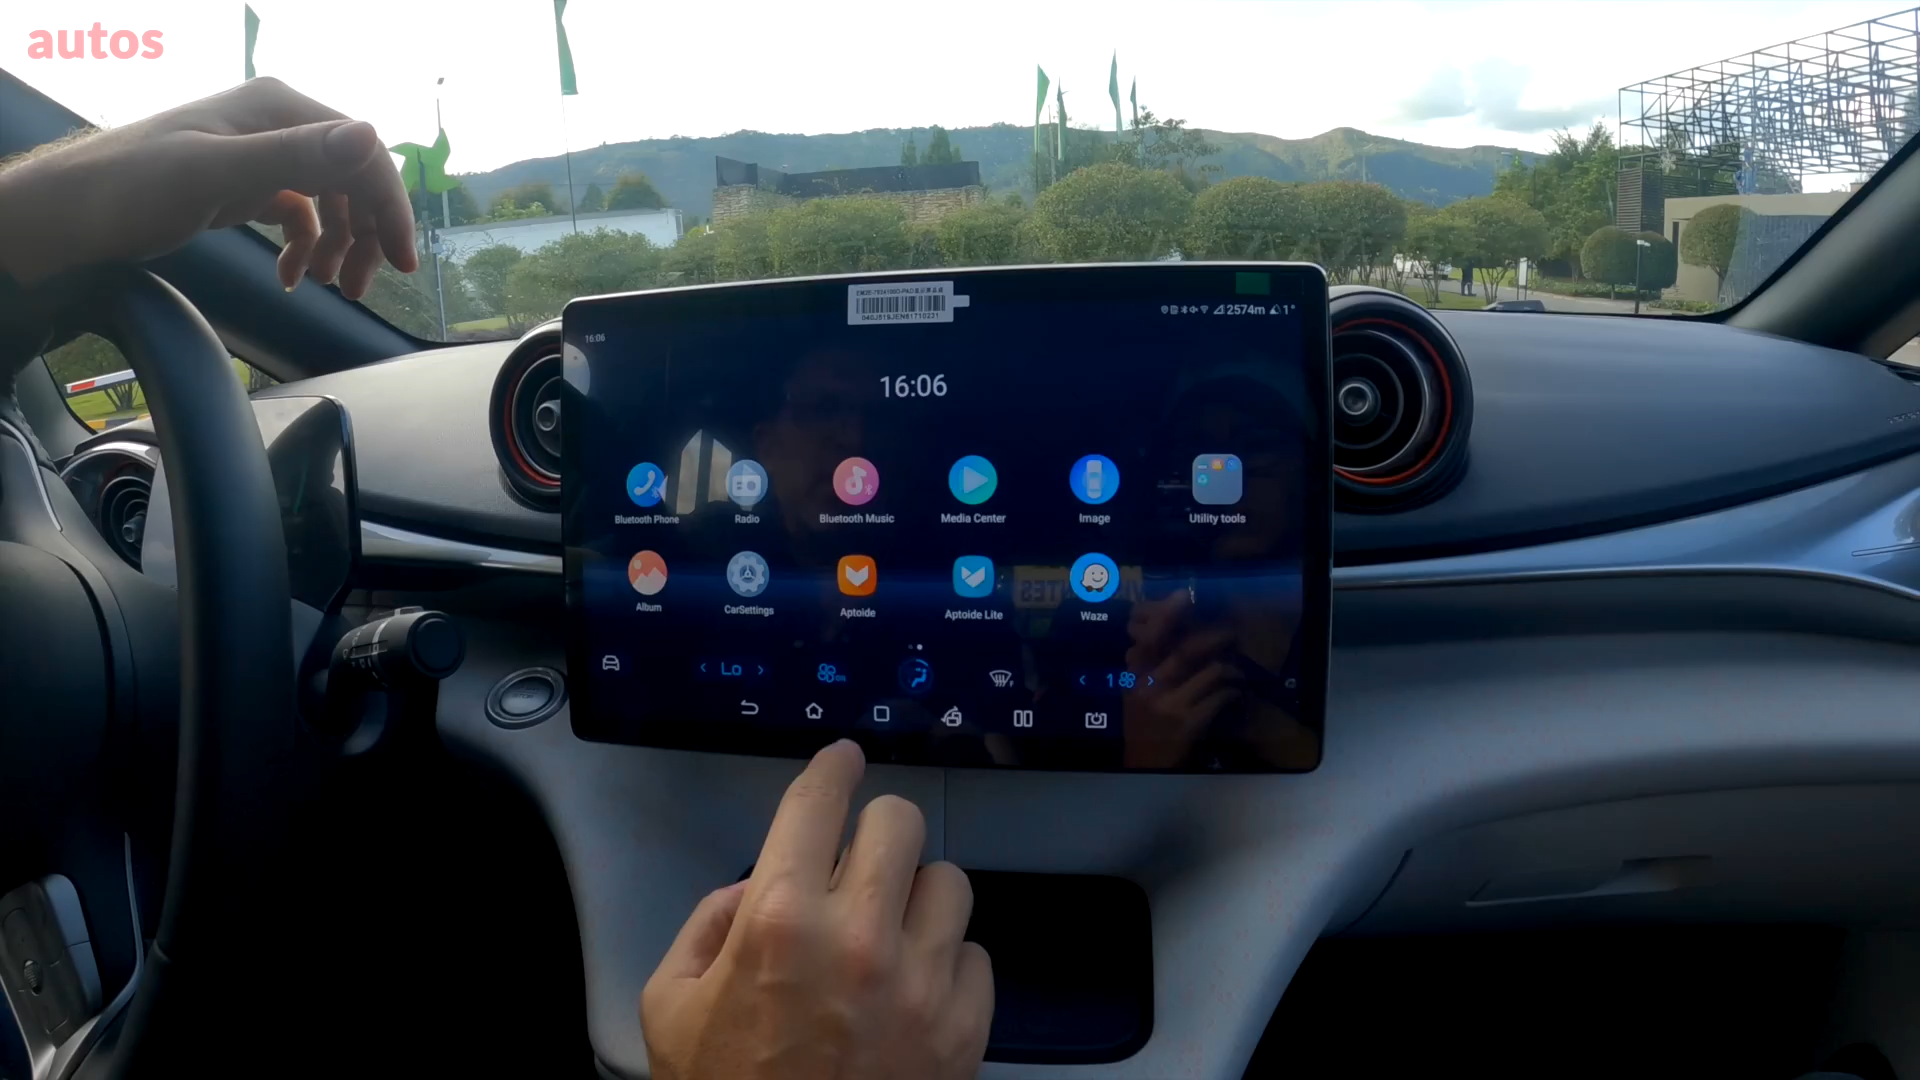 autos
16:06
2574m
1°
16:06
Bluetooth Phone
Radio
Bluetooth Music
Media Center
Image
Utility tools
Album
CarSettings
Aptoide
Aptoide Lite
Waze
Lo
1